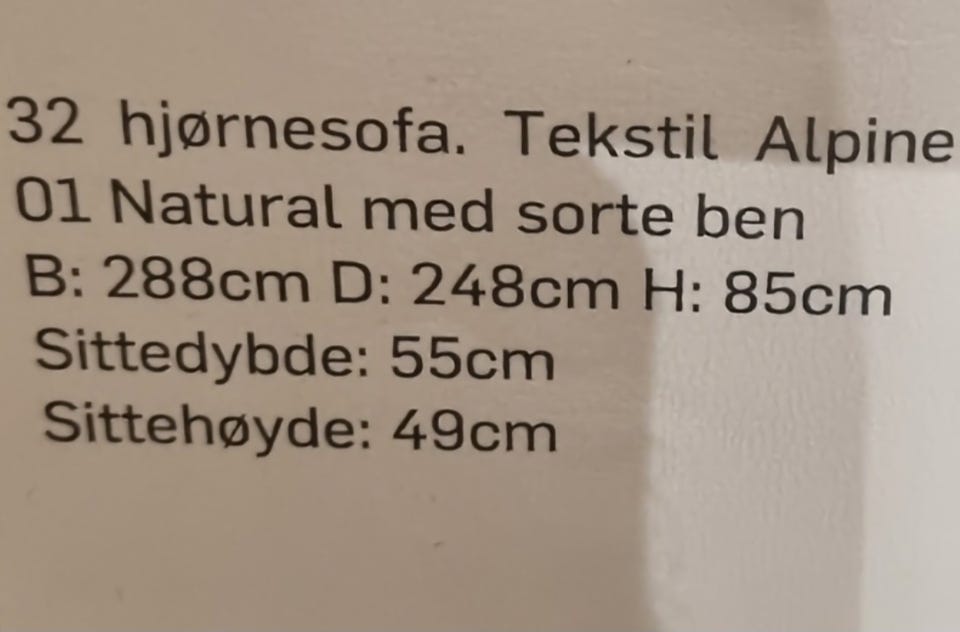 32 hjørnesofa. Tekstil Alpine
01 Natural med sorte ben
B: 288cm D: 248cm H: 85cm
Sittedybde: 55cm
Sittehøyde: 49cm